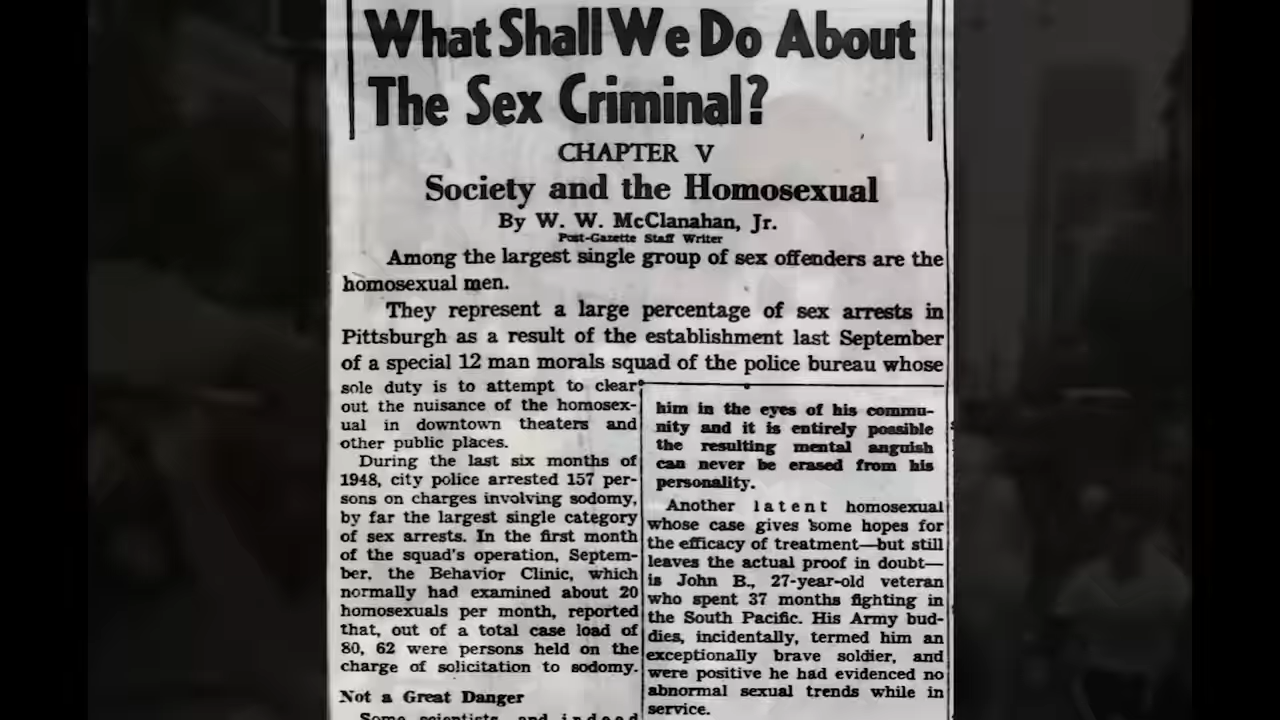 What Shall We Do About
The Sex Criminal?
CHAPTER V
Society and the Homosexual
By W. W. McClanahan, Jr.
Post-Gazette Staff Writer
Among the largest single group of sex offenders are the
homosexual men.
They represent a large percentage of sex arrests in
Pittsburgh as a result of the establishment last September
of a special 12 man morals squad of the police bureau whose
sole duty is to attempt to clear
out the nuisance of the homosex-
ual in downtown theaters and
other public places.
During the last six months of
1948, city police arrested 157 per-
sons on charges involving sodomy,
by far the largest single category
of sex arrests. In the first month
of the squad's operation, Septem-
ber, the Behavior Clinic, which
normally had examined about 20
homosexuals per month, reported
that, out of a total case load of
80, 62 were persons held on the
charge of solicitation to sodomy.
Not a Great Danger
Some scientists, and indeed
him in the eyes of his commu-
nity and it is entirely possible
the resulting mental anguish
can never be erased from his
personality.
Another latent homosexual
whose case gives some hopes for
the efficacy of treatment—but still
leaves the actual proof in doubt—
is John B., 27-year-old veteran
who spent 37 months fighting in
the South Pacific. His Army bud-
dies, incidentally, termed him an
exceptionally brave soldier, and
were positive he had evidenced no
abnormal sexual trends while in
service.